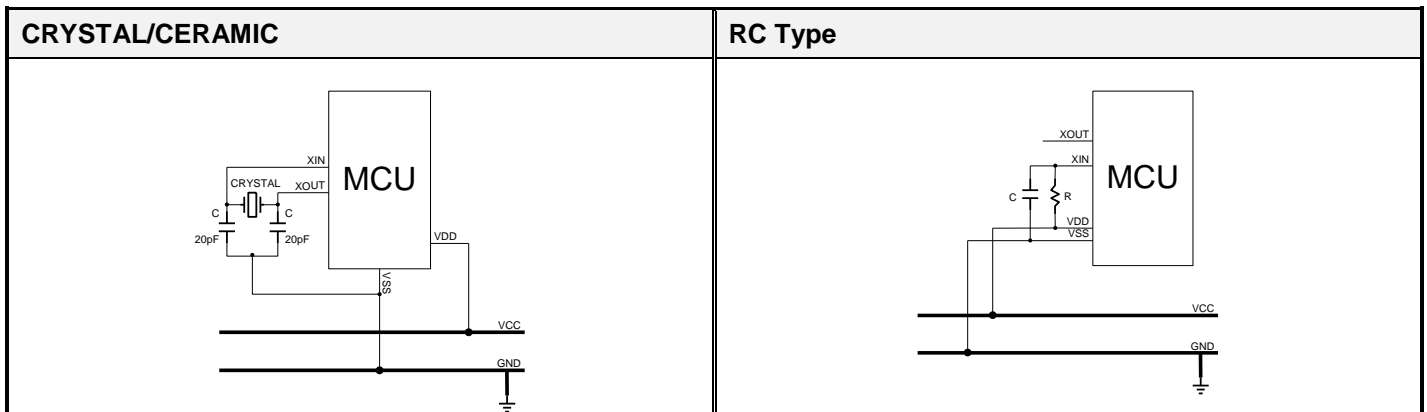 CRYSTAL/CERAMIC
RC Type
XIN
CRYSTAL
XOUT
MCU
C
C
20pF
20pF
VDD
VSS
VCC
GND
XOUT
XIN
MCU
C
R
VDD
VSS
VCC
GND